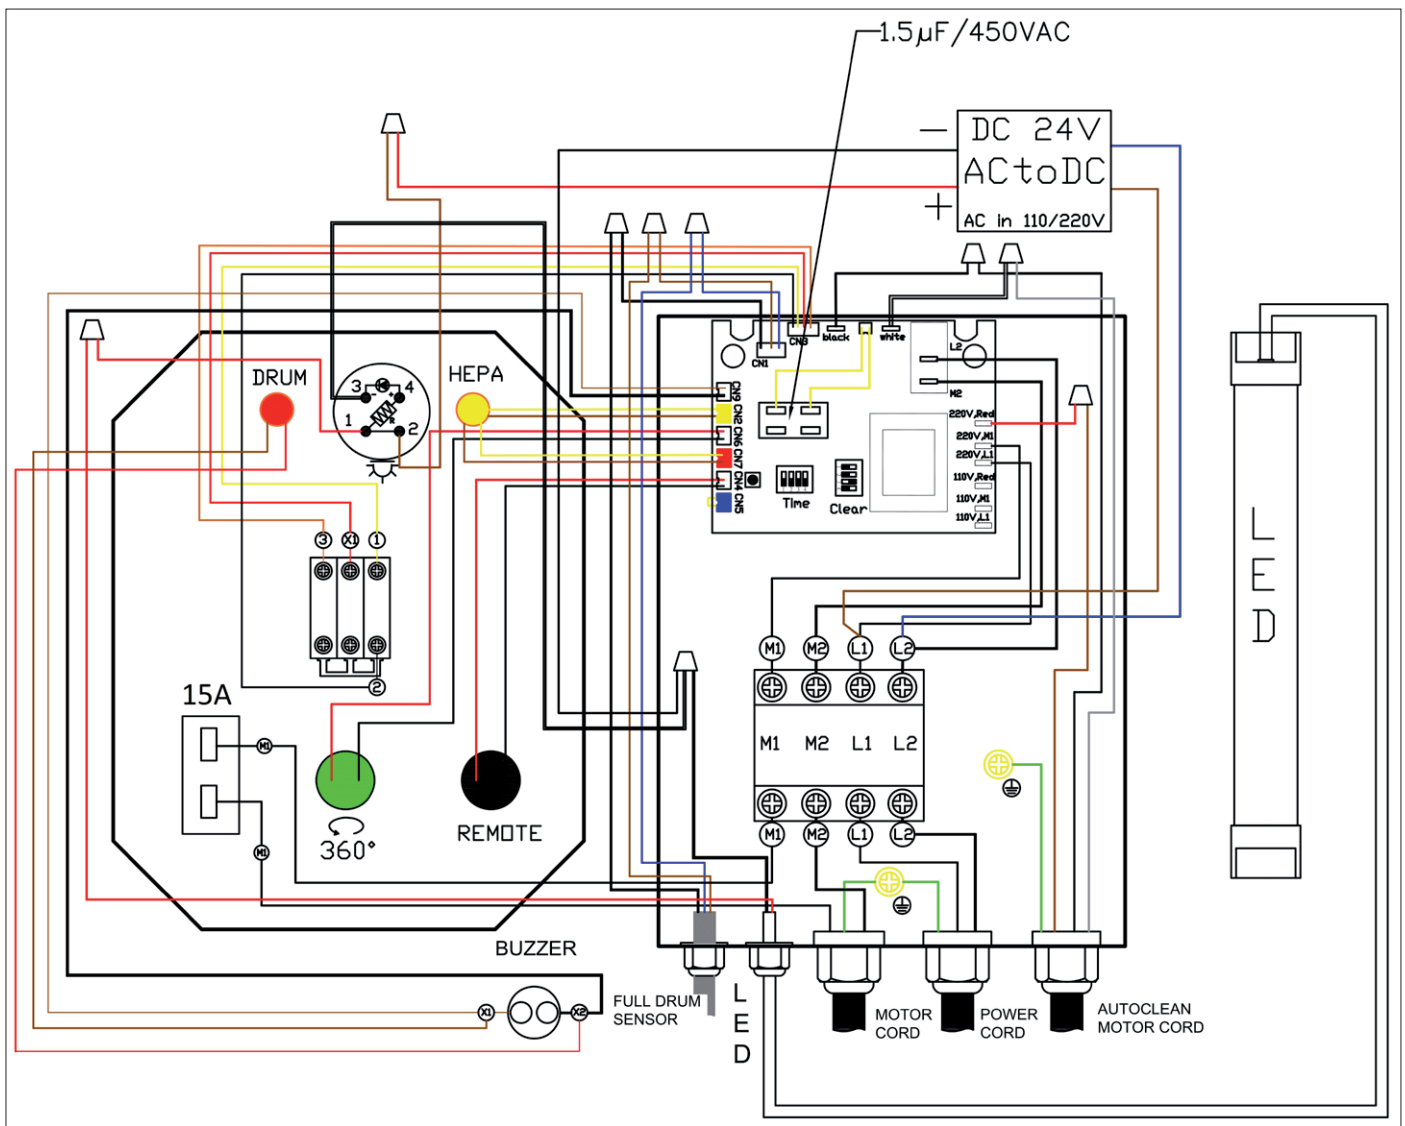 1.5µF/450VAC
DC 24V
ACtoDC
AC in 110/220V
−
+
DRUM
HEPA
3
4
1
2
-
+
R
CN3
black
white
CN1
L2
M2
CN9
CN2
CN6
CN7
CN4
CN5
220V,Red
220V,M1
220V,L1
110V,Red
110V,M1
110V,L1
Time
Clear
3
X1
1
2
15A
M1
M1
360°
REMOTE
M1
M2
L1
L2
M1
M2
L1
L2
M1
M2
L1
L2
LED
BUZZER
X1
X2
FULL DRUM
SENSOR
LED
MOTOR
CORD
POWER
CORD
AUTOCLEAN
MOTOR CORD